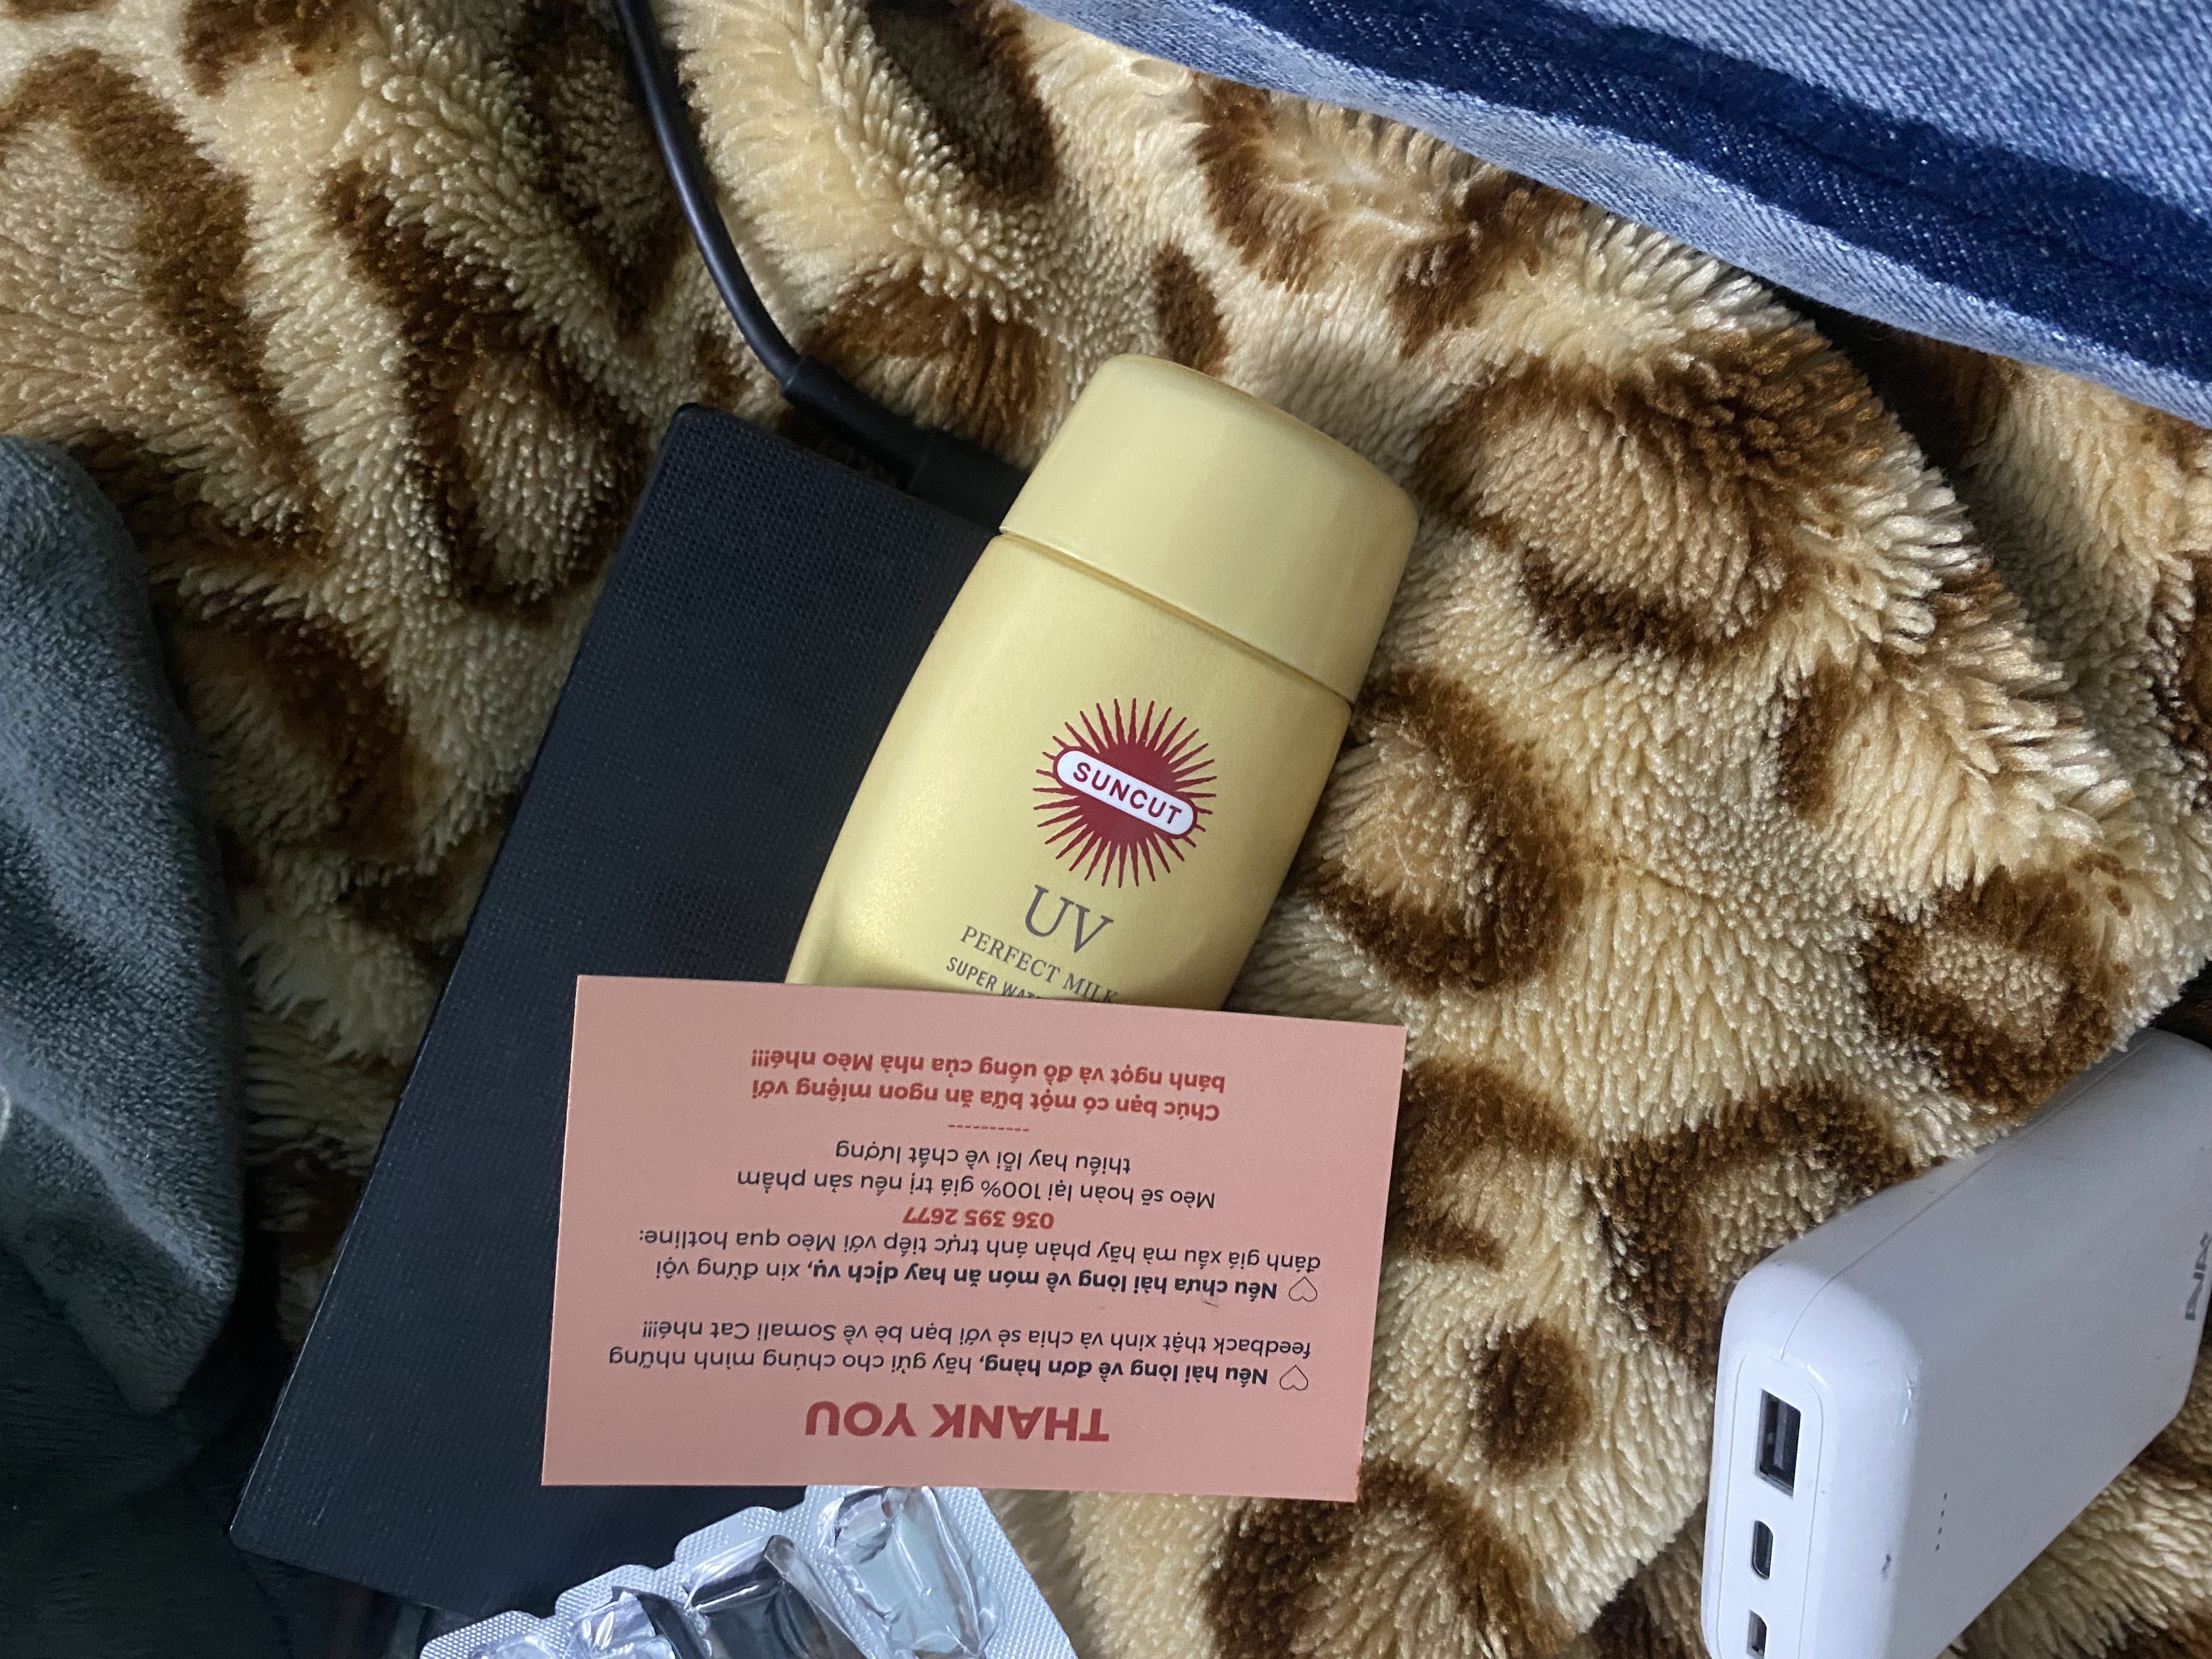 THANK YOU
♡ Nếu hài lòng về đơn hàng, hãy gửi cho chúng mình những
feedback thật xinh và chia sẻ với bạn bè về Somali Cat nhé!!!
♡ Nếu chưa hài lòng về món ăn hay dịch vụ, xin đừng vội
đánh giá xấu mà hãy phản ánh trực tiếp với Mèo qua hotline:
036 395 2677
Mèo sẽ hoàn lại 100% giá trị nếu sản phẩm
thiếu hay lỗi về chất lượng
----------
Chúc bạn có một bữa ăn ngon miệng với
bánh ngọt và đồ uống của nhà Mèo nhé!!!
SUNCUT
UV
PERFECT MILK
SUPER